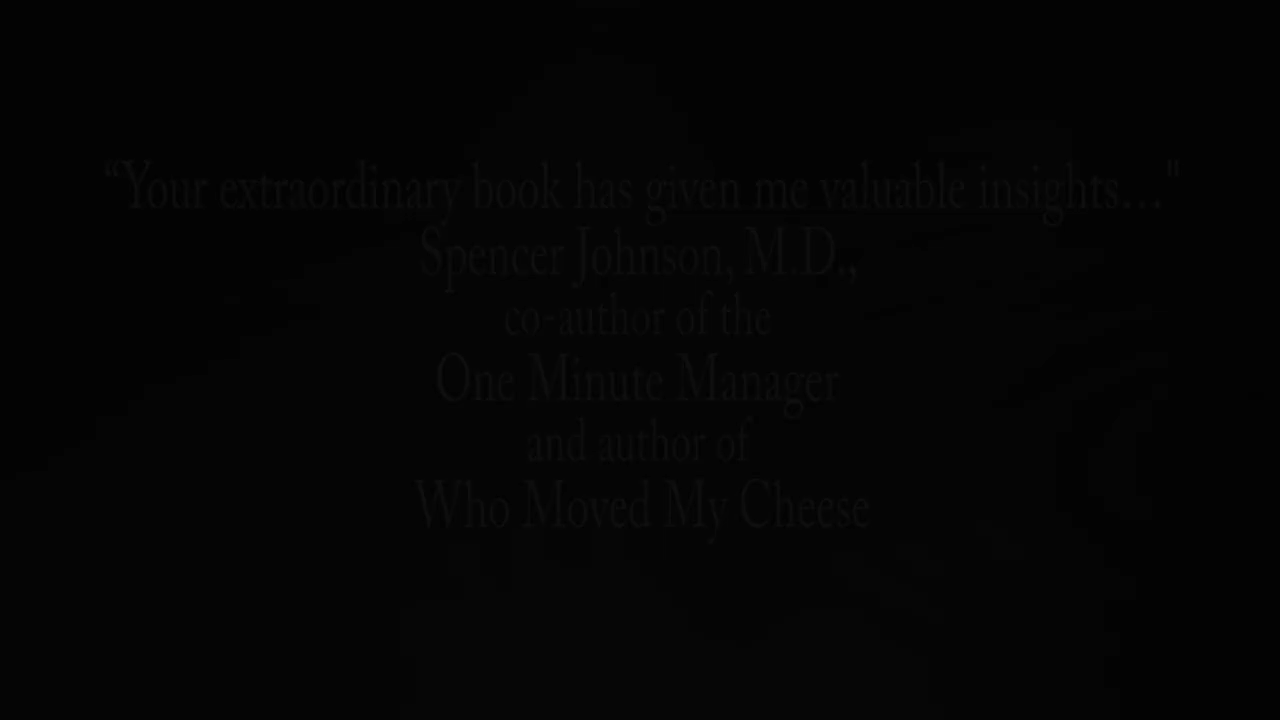 “Your extraordinary book has given me valuable insights..."
Spencer Johnson, M.D.,
co-author of the
One Minute Manager
and author of
Who Moved My Cheese